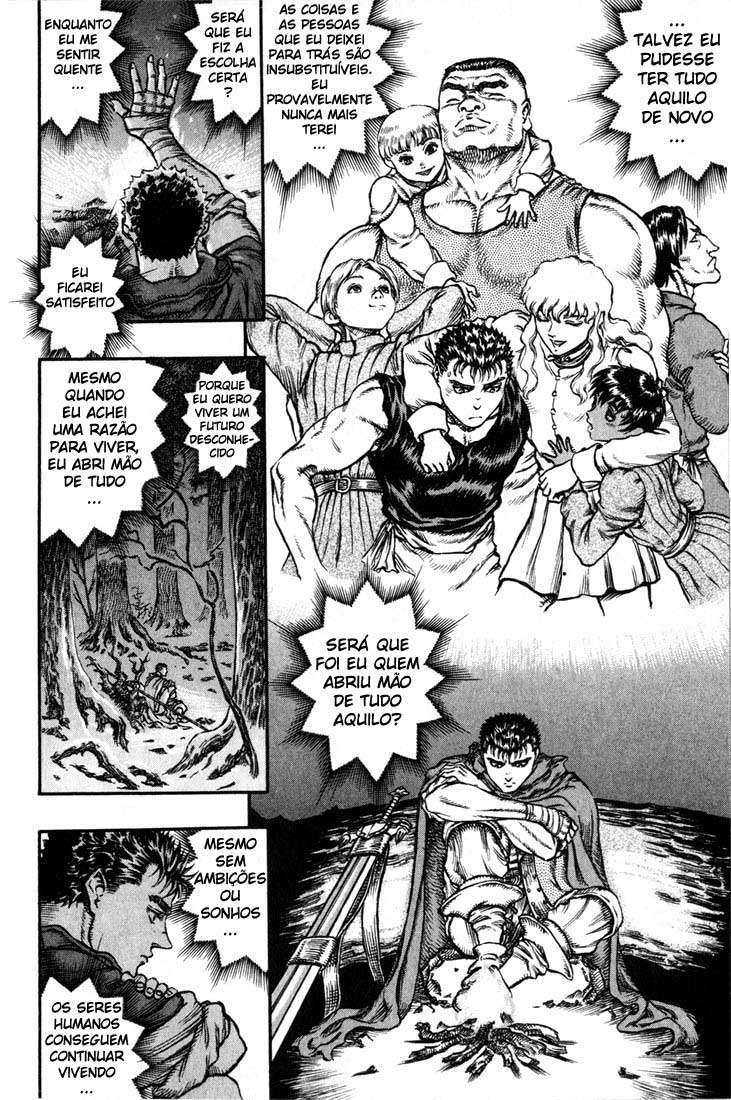 ...
TALVEZ EU
PUDESSE
TER TUDO
AQUILO
DE NOVO
...
AS COISAS E
AS PESSOAS
QUE EU DEIXEI
PARA TRÁS SÃO
INSUBSTITUÍVEIS.
EU
PROVAVELMENTE
NUNCA MAIS
TEREI
...
SERÁ QUE
FOI EU QUEM
ABRIU MÃO
DE TUDO
AQUILO?
SERÁ
QUE EU
FIZ A
ESCOLHA
CERTA
?
ENQUANTO
EU ME
SENTIR
QUENTE
...
EU
FICAREI
SATISFEITO
PORQUE
EU QUERO
VIVER UM
FUTURO
DESCONHE-
CIDO
MESMO
QUANDO
EU ACHEI
UMA RAZÃO
PARA VIVER,
EU ABRI MÃO
DE TUDO
...
MESMO
SEM
AMBIÇÕES
OU
SONHOS
...
OS SERES
HUMANOS
CONSEGUEM
CONTINUAR
VIVENDO
...